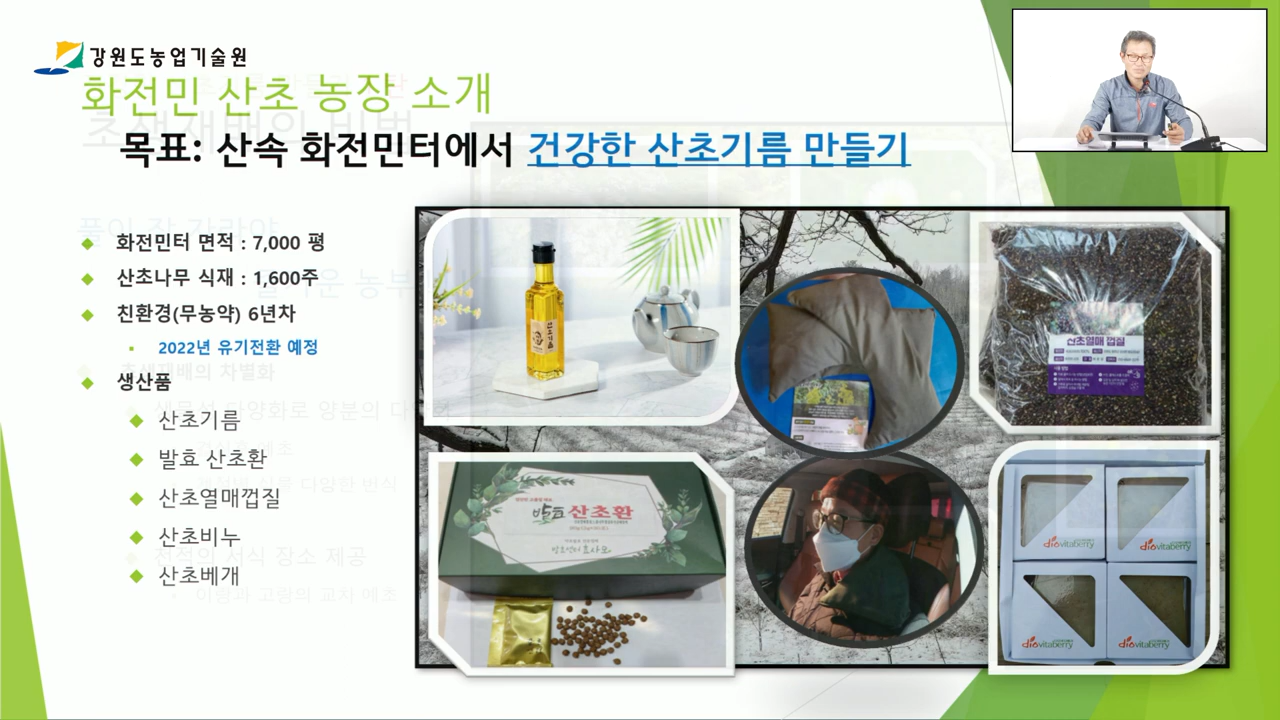 강원도농업기술원
화전민 산초 농장 소개
목표: 산속 화전민터에서 건강한 산초기름 만들기
화전민터 면적 : 7,000 평
산초나무 식재 : 1,600주
친환경(무농약) 6년차
2022년 유기전환 예정
생산품
산초기름
발효 산초환
산초열매껍질
산초비누
산초베개
산초기름
산초열매 껍질
발효 산초환
diovitaberry
diovitaberry
diovitaberry
diovitaberry